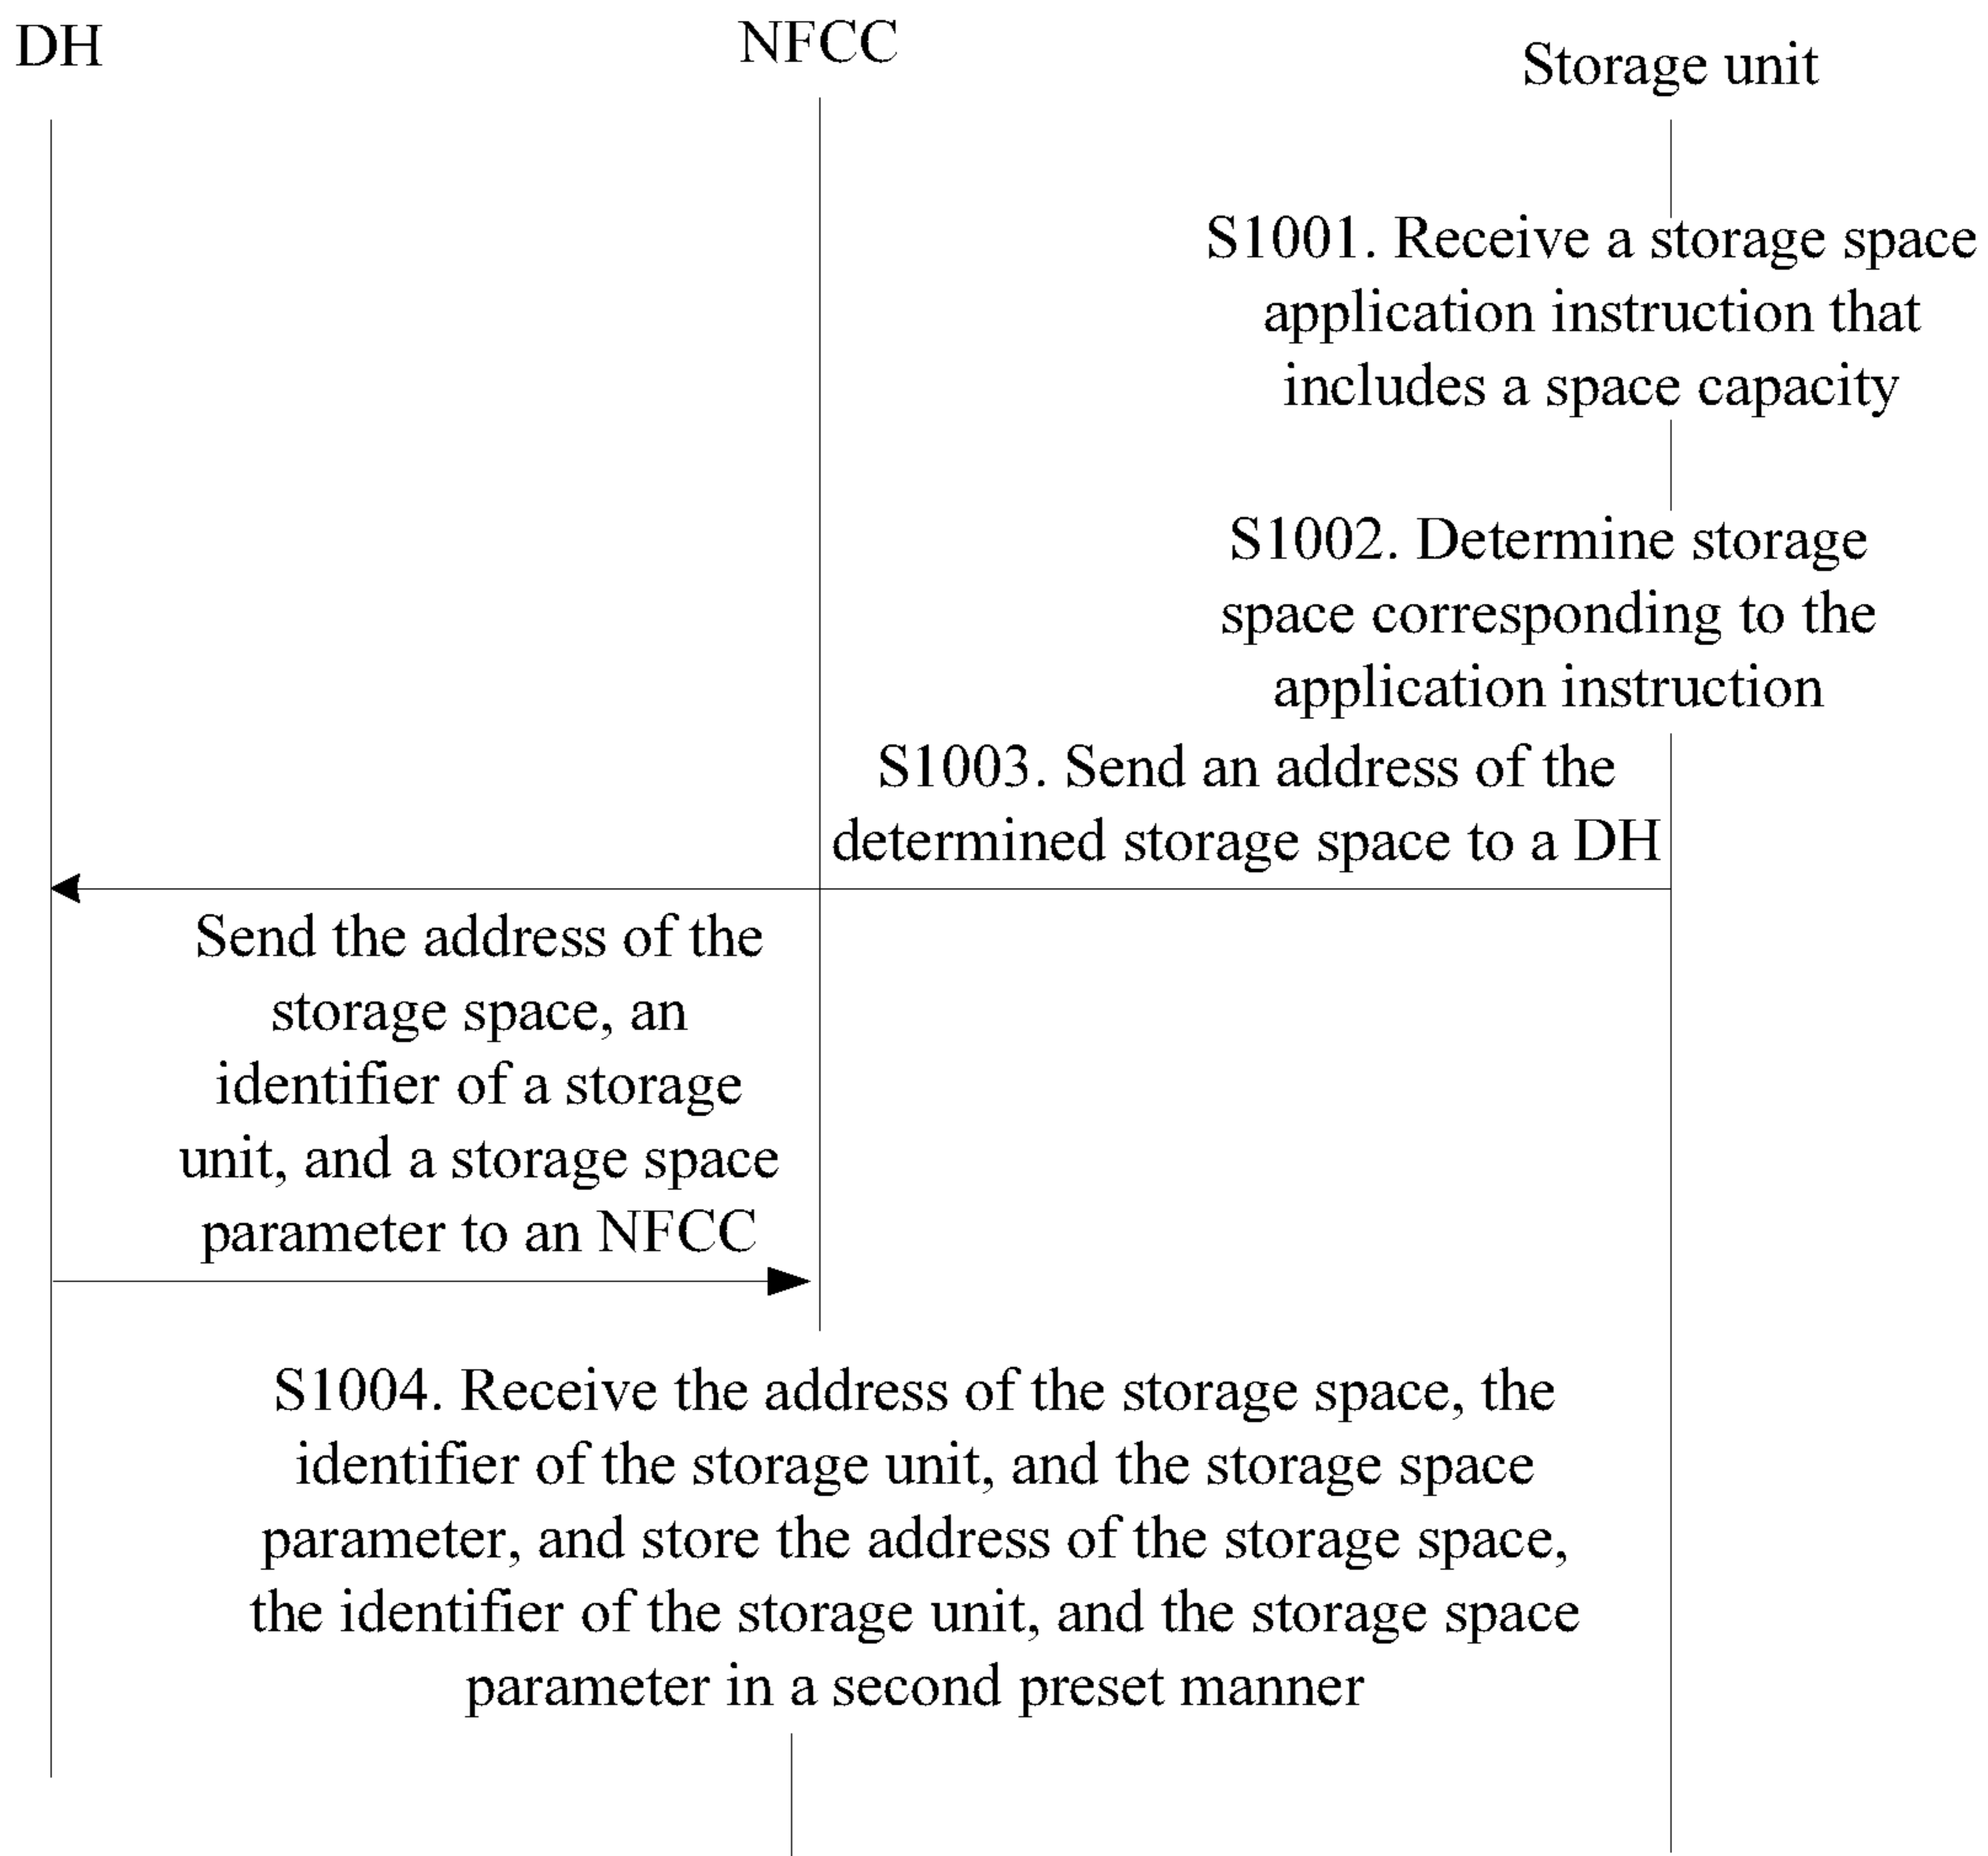 DH
NFCC
Storage unit
S1001. Receive a storage space
application instruction that
includes a space capacity
S1002. Determine storage
space corresponding to the
application instruction
S1003. Send an address of the
determined storage space to a DH
Send the address of the
storage space, an
identifier of a storage
unit, and a storage space
parameter to an NFCC
S1004. Receive the address of the storage space, the
identifier of the storage unit, and the storage space
parameter, and store the address of the storage space,
the identifier of the storage unit, and the storage space
parameter in a second preset manner